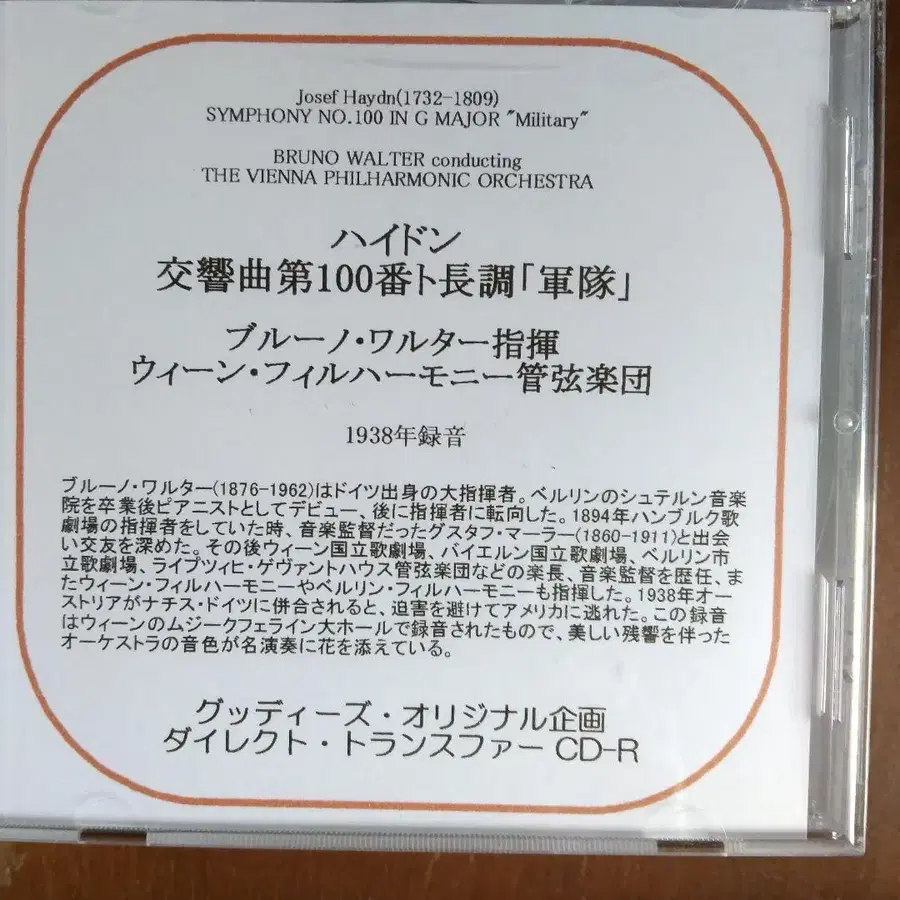 Josef Haydn(1732-1809)
SYMPHONY NO.100 IN G MAJOR "Military"
BRUNO WALTER conducting
THE VIENNA PHILHARMONIC ORCHESTRA
ハイドン
交響曲第100番ト長調「軍隊」
ブルーノ・ワルター指揮
ウィーン・フィルハーモニー管弦楽団
1938年録音
ブルーノ・ワルター(1876-1962)はドイツ出身の大指揮者。ベルリンのシュテルン音楽
院を卒業後ピアニストとしてデビュー、後に指揮者に転向した。1894年ハンブルク歌
劇場の指揮者をしていた時、音楽監督だったグスタフ・マーラー(1860-1911)と出会
い交友を深めた。その後ウィーン国立歌劇場、バイエルン国立歌劇場、ベルリン市
立歌劇場、ライプツィヒ・ゲヴァントハウス管弦楽団などの楽長、音楽監督を歴任、ま
たウィーン・フィルハーモニーやベルリン・フィルハーモニーも指揮した。1938年オー
ストリアがナチス・ドイツに併合されると、迫害を避けてアメリカに逃れた。この録音
はウィーンのムジークフェライン大ホールで録音されたもので、美しい残響を伴った
オーケストラの音色が名演奏に花を添えている。
グッディーズ・オリジナル企画
ダイレクト・トランスファー CD-R